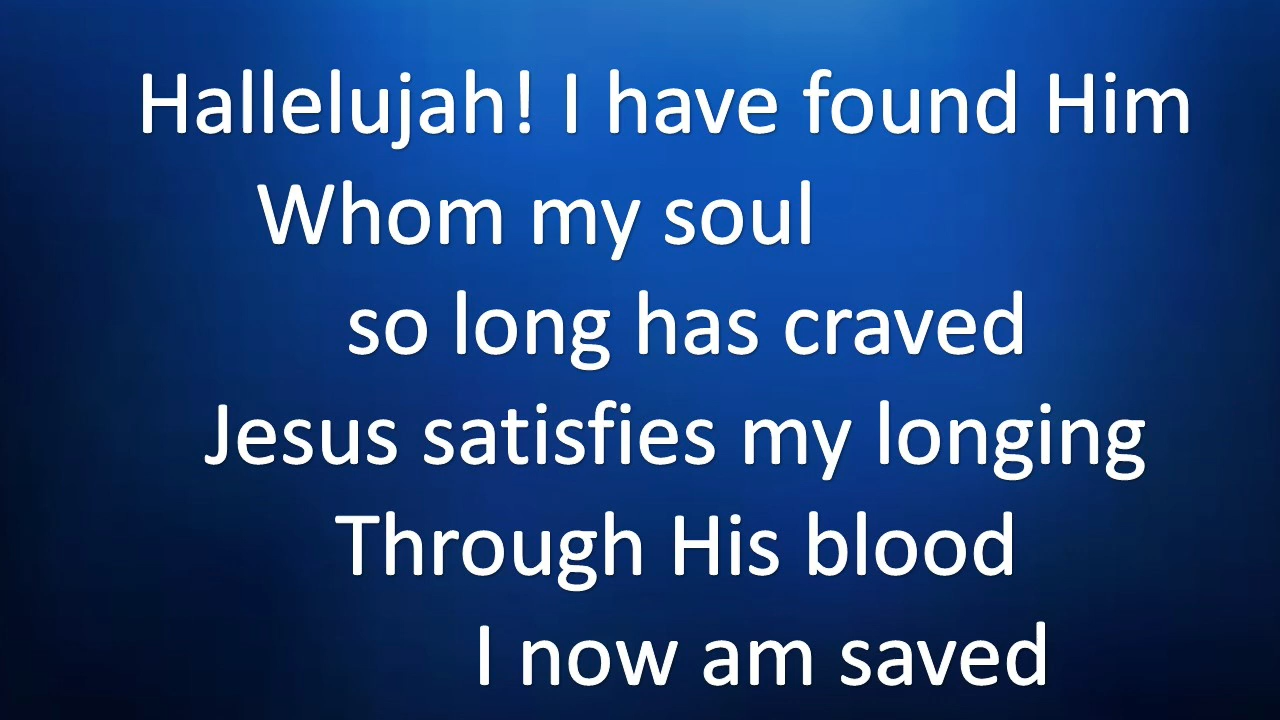 Hallelujah! I have found Him
Whom my soul
so long has craved
Jesus satisfies my longing
Through His blood
I now am saved